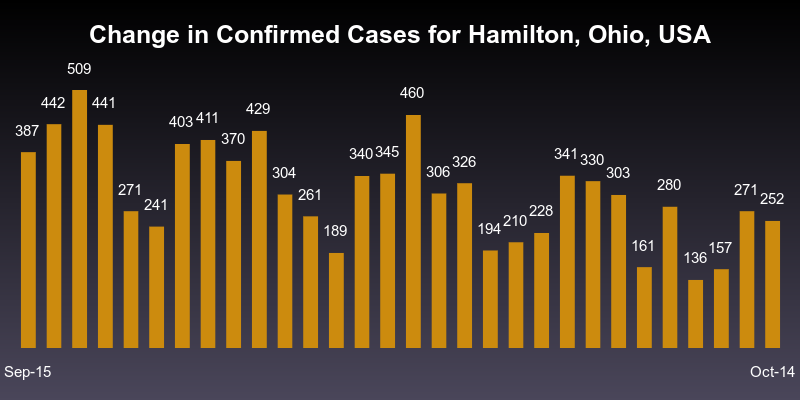 Change in Confirmed Cases for Hamilton, Ohio, USA
387 442 509 441 271 241 403 411 370 429 304 261 189 340 345 460 306 326 194 210 228 341 330 303 161 280 136 157 271 252
Sep-15 Oct-14